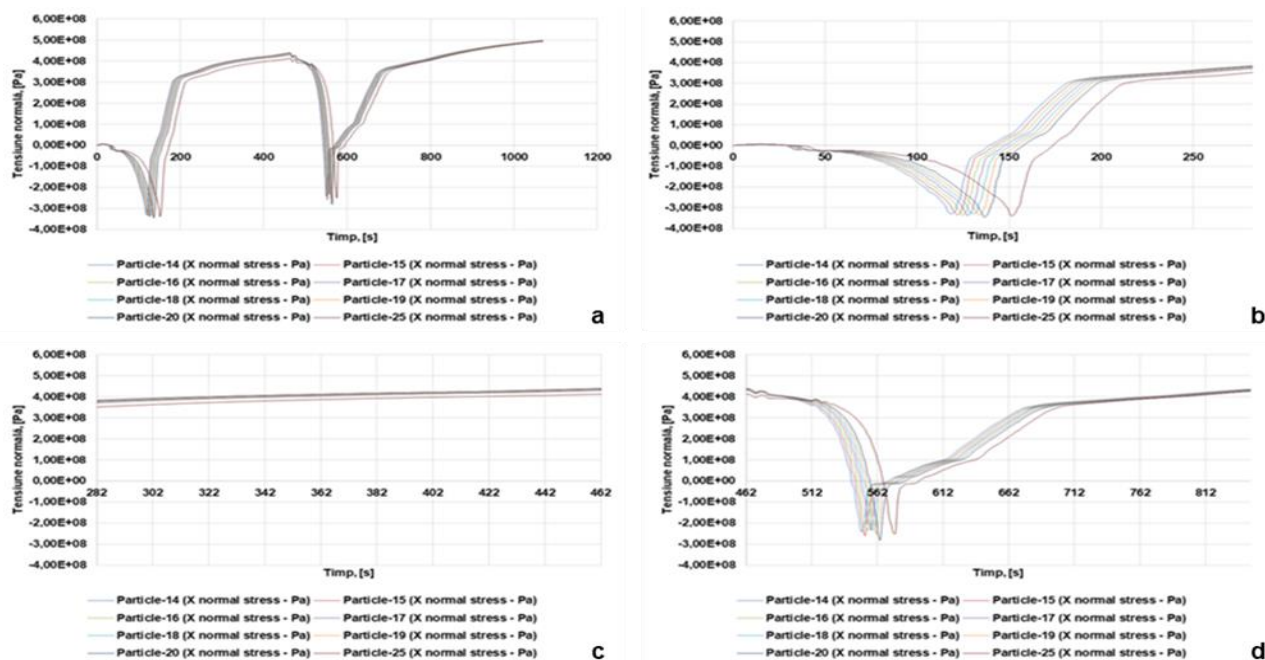 6,00E+08
5,00E+08
4,00E+08
3,00E+08
2,00E+08
1,00E+08
0,00E+00
-1,00E+08
-2,00E+08
-3,00E+08
-4,00E+08
Tensiune normală, [Pa]
0 200 400 600 800 1000 1200
Timp, [s]
Particle-14 (X normal stress - Pa) Particle-15 (X normal stress - Pa)
Particle-16 (X normal stress - Pa) Particle-17 (X normal stress - Pa)
Particle-18 (X normal stress - Pa) Particle-19 (X normal stress - Pa)
Particle-20 (X normal stress - Pa) Particle-25 (X normal stress - Pa)
a
6,00E+08
5,00E+08
4,00E+08
3,00E+08
2,00E+08
1,00E+08
0,00E+00
-1,00E+08
-2,00E+08
-3,00E+08
-4,00E+08
Tensiune normală, [Pa]
0 50 100 150 200 250
Timp, [s]
Particle-14 (X normal stress - Pa) Particle-15 (X normal stress - Pa)
Particle-16 (X normal stress - Pa) Particle-17 (X normal stress - Pa)
Particle-18 (X normal stress - Pa) Particle-19 (X normal stress - Pa)
Particle-20 (X normal stress - Pa) Particle-25 (X normal stress - Pa)
b
6,00E+08
5,00E+08
4,00E+08
3,00E+08
2,00E+08
1,00E+08
0,00E+00
-1,00E+08
-2,00E+08
-3,00E+08
-4,00E+08
Tensiune normală, [Pa]
282 302 322 342 362 382 402 422 442 462
Timp, [s]
Particle-14 (X normal stress - Pa) Particle-15 (X normal stress - Pa)
Particle-16 (X normal stress - Pa) Particle-17 (X normal stress - Pa)
Particle-18 (X normal stress - Pa) Particle-19 (X normal stress - Pa)
Particle-20 (X normal stress - Pa) Particle-25 (X normal stress - Pa)
c
6,00E+08
5,00E+08
4,00E+08
3,00E+08
2,00E+08
1,00E+08
0,00E+00
-1,00E+08
-2,00E+08
-3,00E+08
-4,00E+08
Tensiune normală, [Pa]
462 512 562 612 662 712 762 812
Timp, [s]
Particle-14 (X normal stress - Pa) Particle-15 (X normal stress - Pa)
Particle-16 (X normal stress - Pa) Particle-17 (X normal stress - Pa)
Particle-18 (X normal stress - Pa) Particle-19 (X normal stress - Pa)
Particle-20 (X normal stress - Pa) Particle-25 (X normal stress - Pa)
d